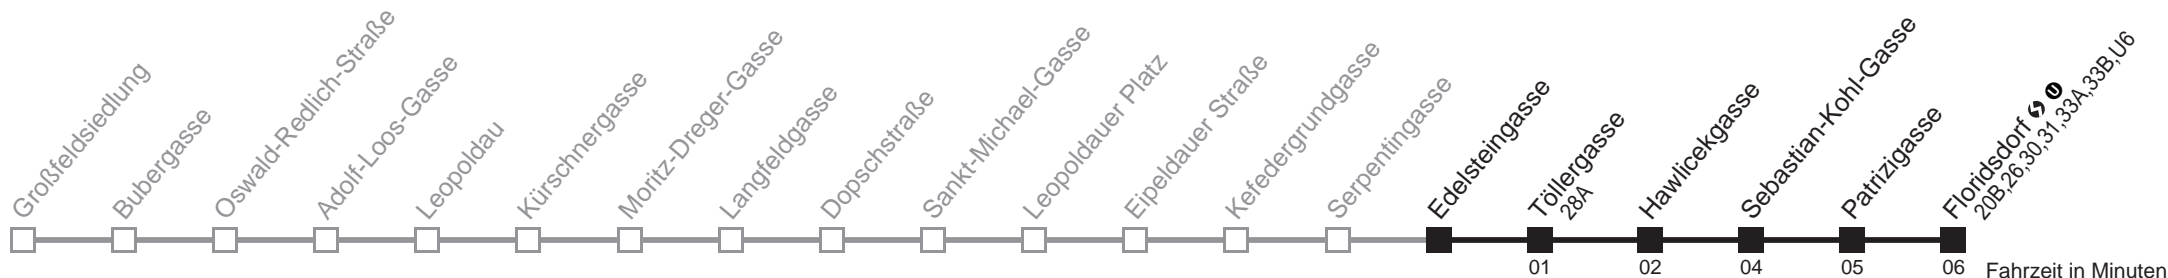 Großfeldsiedlung
Bubergasse
Oswald-Redlich-Straße
Adolf-Loos-Gasse
Leopoldau
Kürschnergasse
Moritz-Dreger-Gasse
Langfeldgasse
Dopschstraße
Sankt-Michael-Gasse
Leopoldauer Platz
Eipeldauer Straße
Kefedergrundgasse
Serpentingasse
Edelsteingasse
Töllergasse
28A
Hawlicekgasse
Sebastian-Kohl-Gasse
Patrizigasse
Floridsdorf S U
20B,26,30,31,33A,33B,U6
01 02 04 05 06 Fahrzeit in Minuten